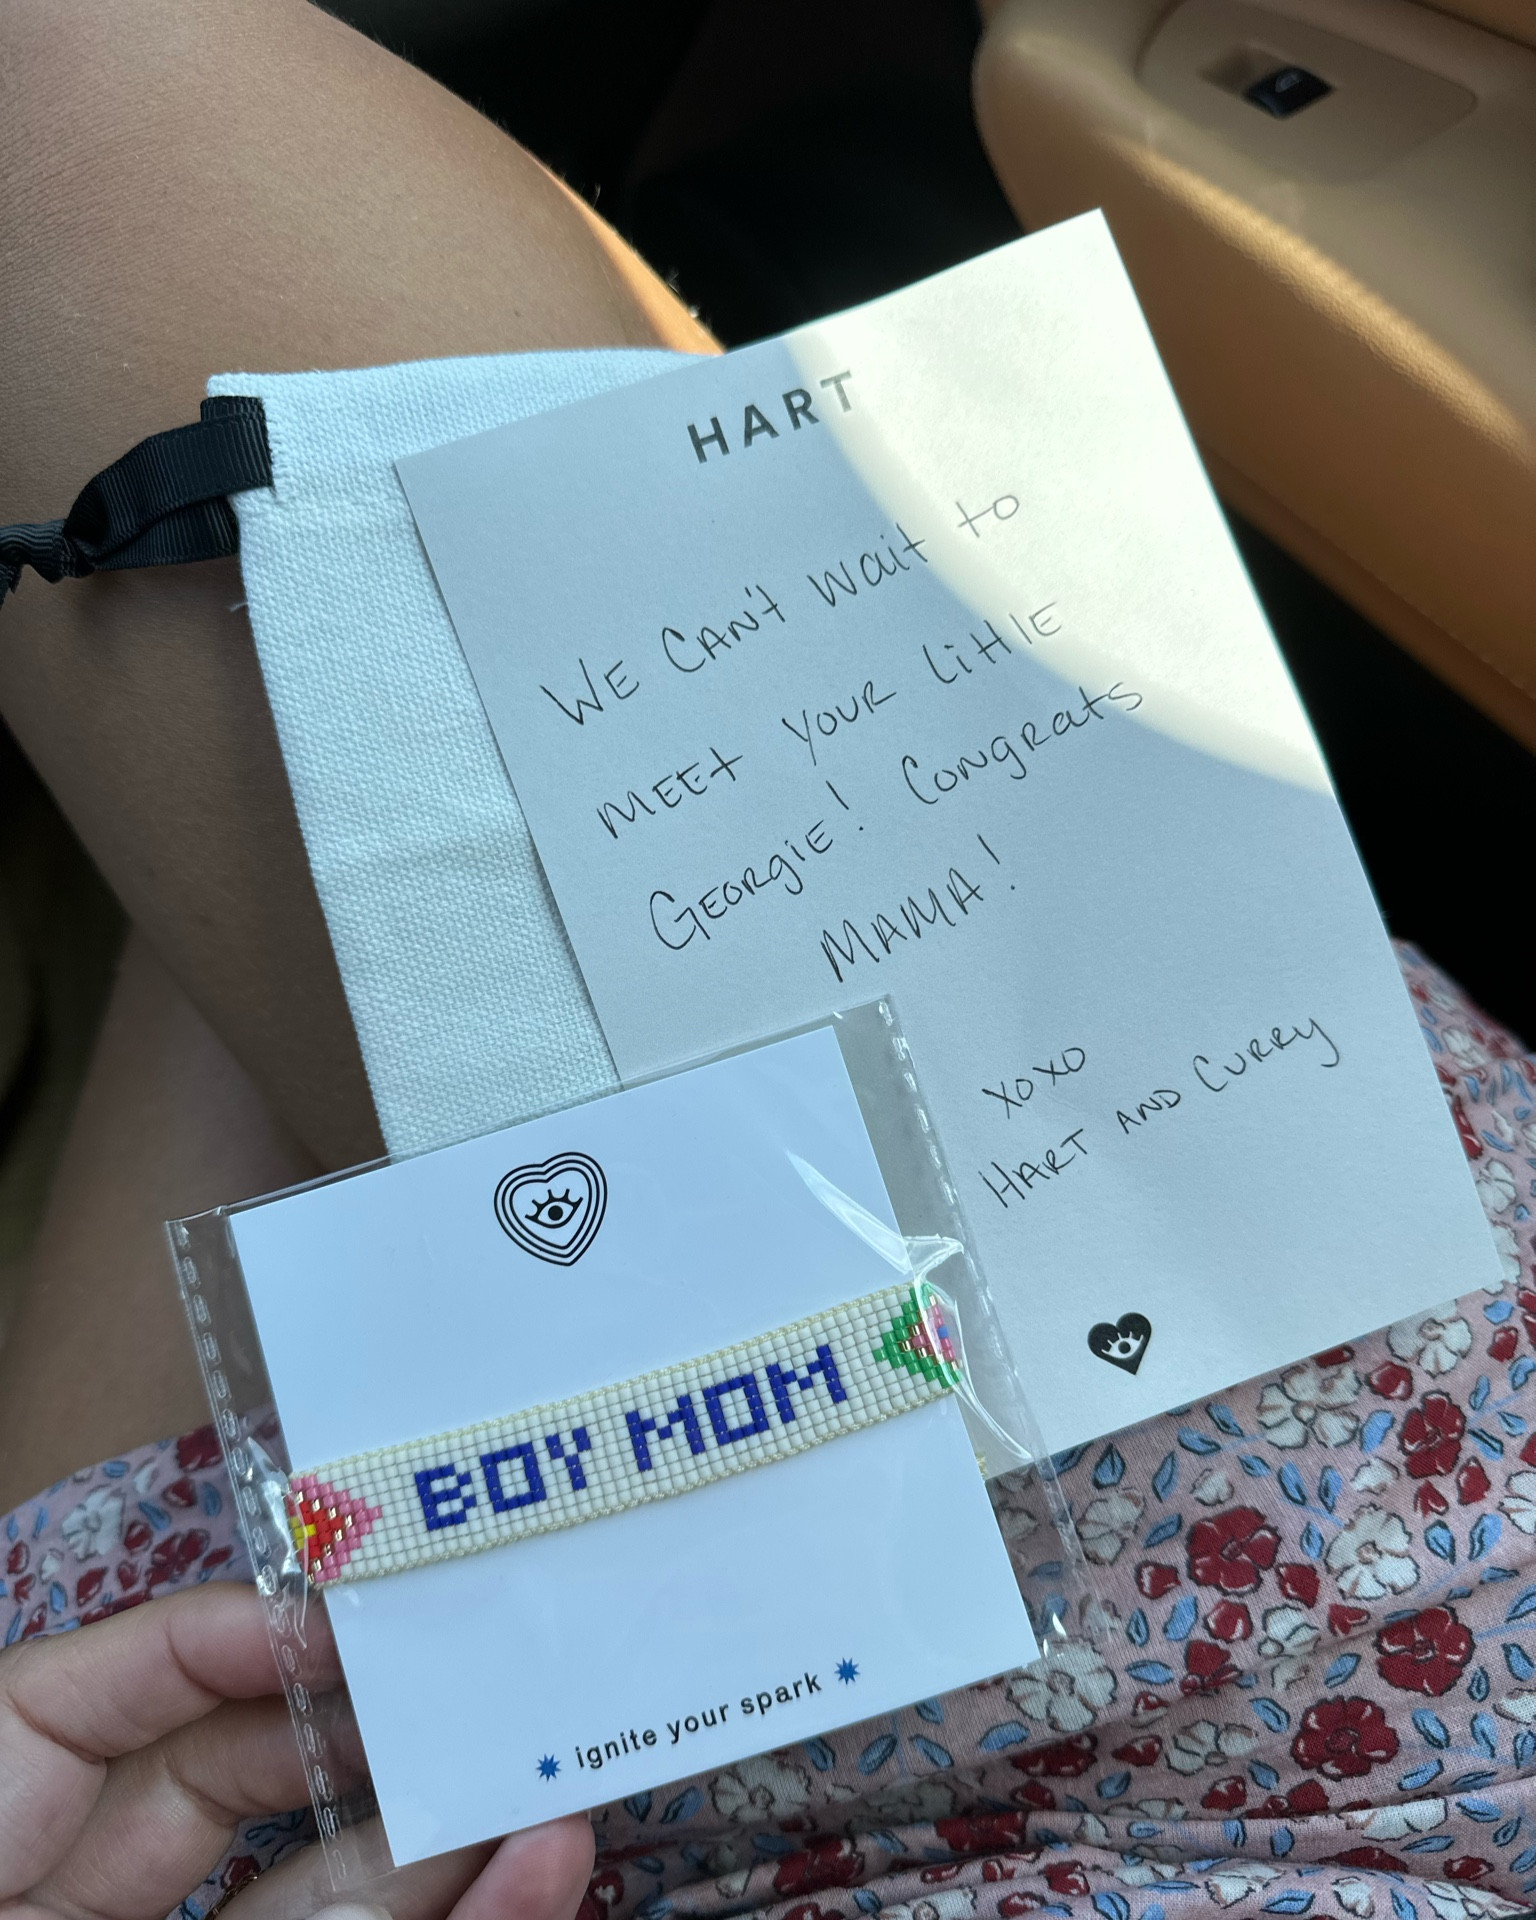 HART
WE CAN'T Wait to
MEET YOUR LittlE
GEORgiE! CongRats
MAMA!
XOXO
HART AND CURRY
BOY MOM
ignite your spark